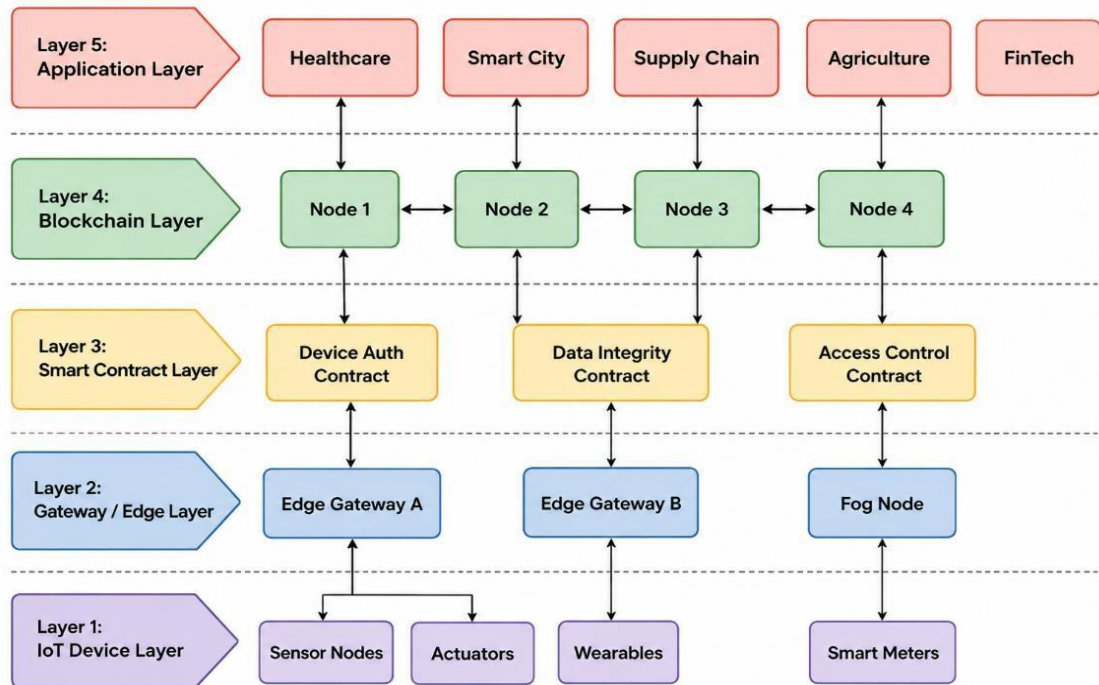 Layer 5:
Application Layer
Healthcare
Smart City
Supply Chain
Agriculture
FinTech
Layer 4:
Blockchain Layer
Node 1
Node 2
Node 3
Node 4
Layer 3:
Smart Contract Layer
Device Auth
Contract
Data Integrity
Contract
Access Control
Contract
Layer 2:
Gateway / Edge Layer
Edge Gateway A
Edge Gateway B
Fog Node
Layer 1:
IoT Device Layer
Sensor Nodes
Actuators
Wearables
Smart Meters